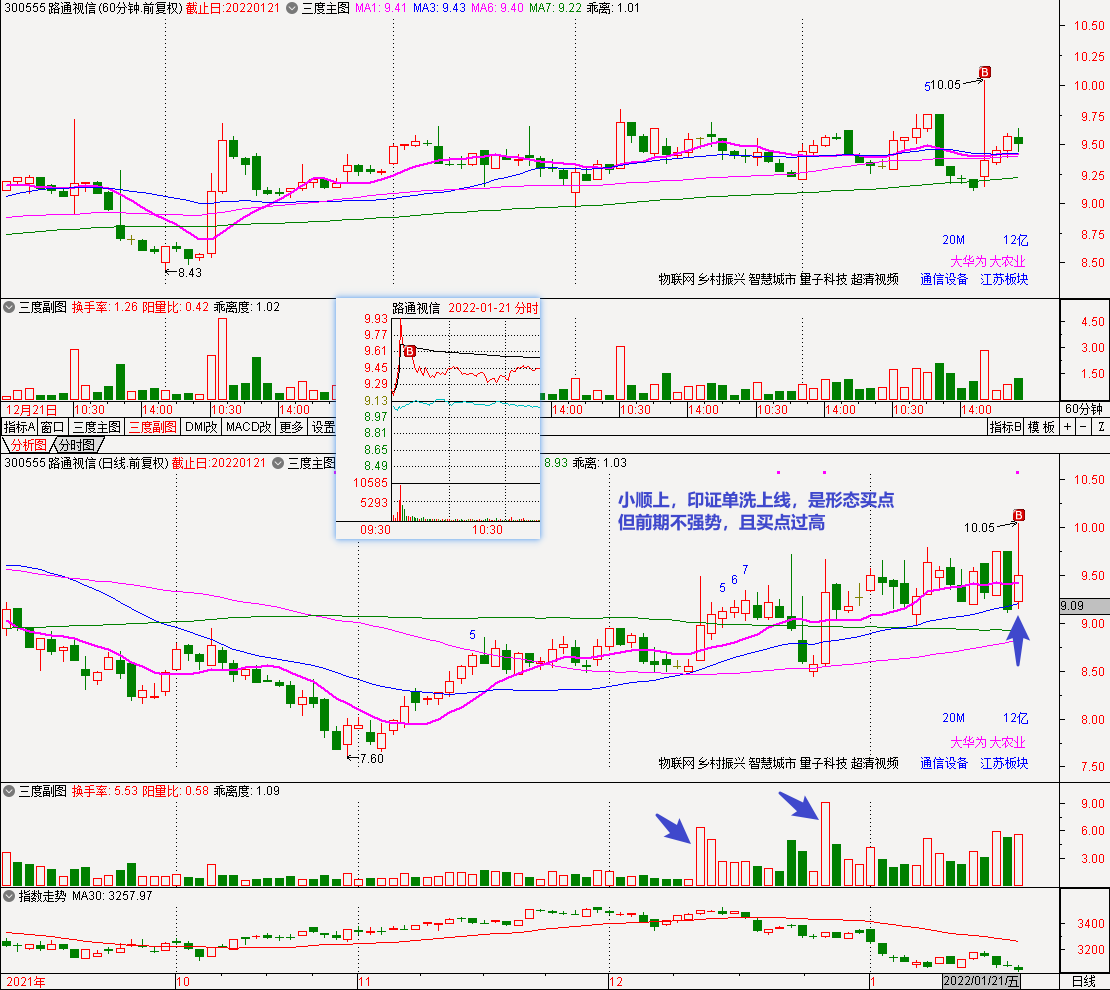 300555 路通视信(60分钟.前复权) 截止日:20220121 三度主图 MA1: 9.41 MA3: 9.43 MA6: 9.40 MA7: 9.22 乖离: 1.01
10.50
10.25
5 10.05 B
10.00
9.75
9.50
9.25
9.00
8.75
20M 12亿
8.50
大华为 大农业
8.43
物联网 乡村振兴 智慧城市 量子科技 超清视频 通信设备 江苏板块
三度副图 换手率: 1.26 阳量比: 0.42 乖离度: 1.02
4.50
3.00
1.50
12月21日 10:30 14:00 10:30 14:00 14:00 10:30 14:00 10:30 14:00 10:30 14:00 60分钟
指标A 窗口 三度主图 三度副图 DMI改 MACD改 更多 设置 指标B 模板 + - Z
分析图 分时图
路通视信 2022-01-21 分时
9.93
9.77
9.61 B
9.45
9.29
9.13
8.97
8.81
8.65
8.49
10585
5293
09:30 10:30
300555 路通视信(日线.前复权) 截止日:20220121 三度主图 8.93 乖离: 1.03
10.50
小顺上，印证单洗上线，是形态买点
但前期不强势，且买点过高
10.05 B
10.00
9.50
5 6 7
9.09
9.00
5
8.50
8.00
20M 12亿
大华为 大农业
7.60
7.50
物联网 乡村振兴 智慧城市 量子科技 超清视频 通信设备 江苏板块
三度副图 换手率: 5.53 阳量比: 0.58 乖离度: 1.09
9.00
6.00
3.00
指数走势 MA30: 3257.97
3400
3200
2021年 10 11 12 1 2022/01/21/五 日线